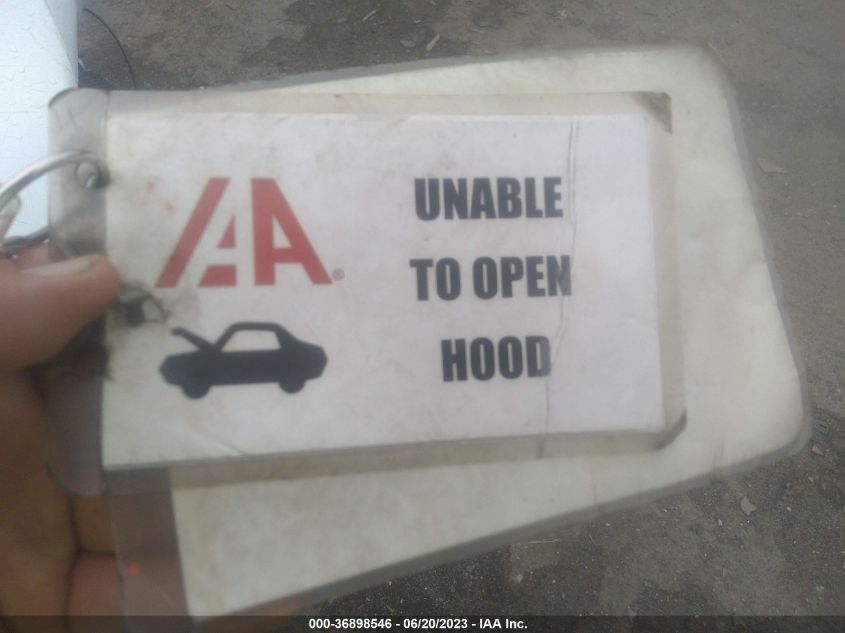 IAA®
UNABLE
TO OPEN
HOOD
000-36898546 - 06/20/2023 - IAA Inc.